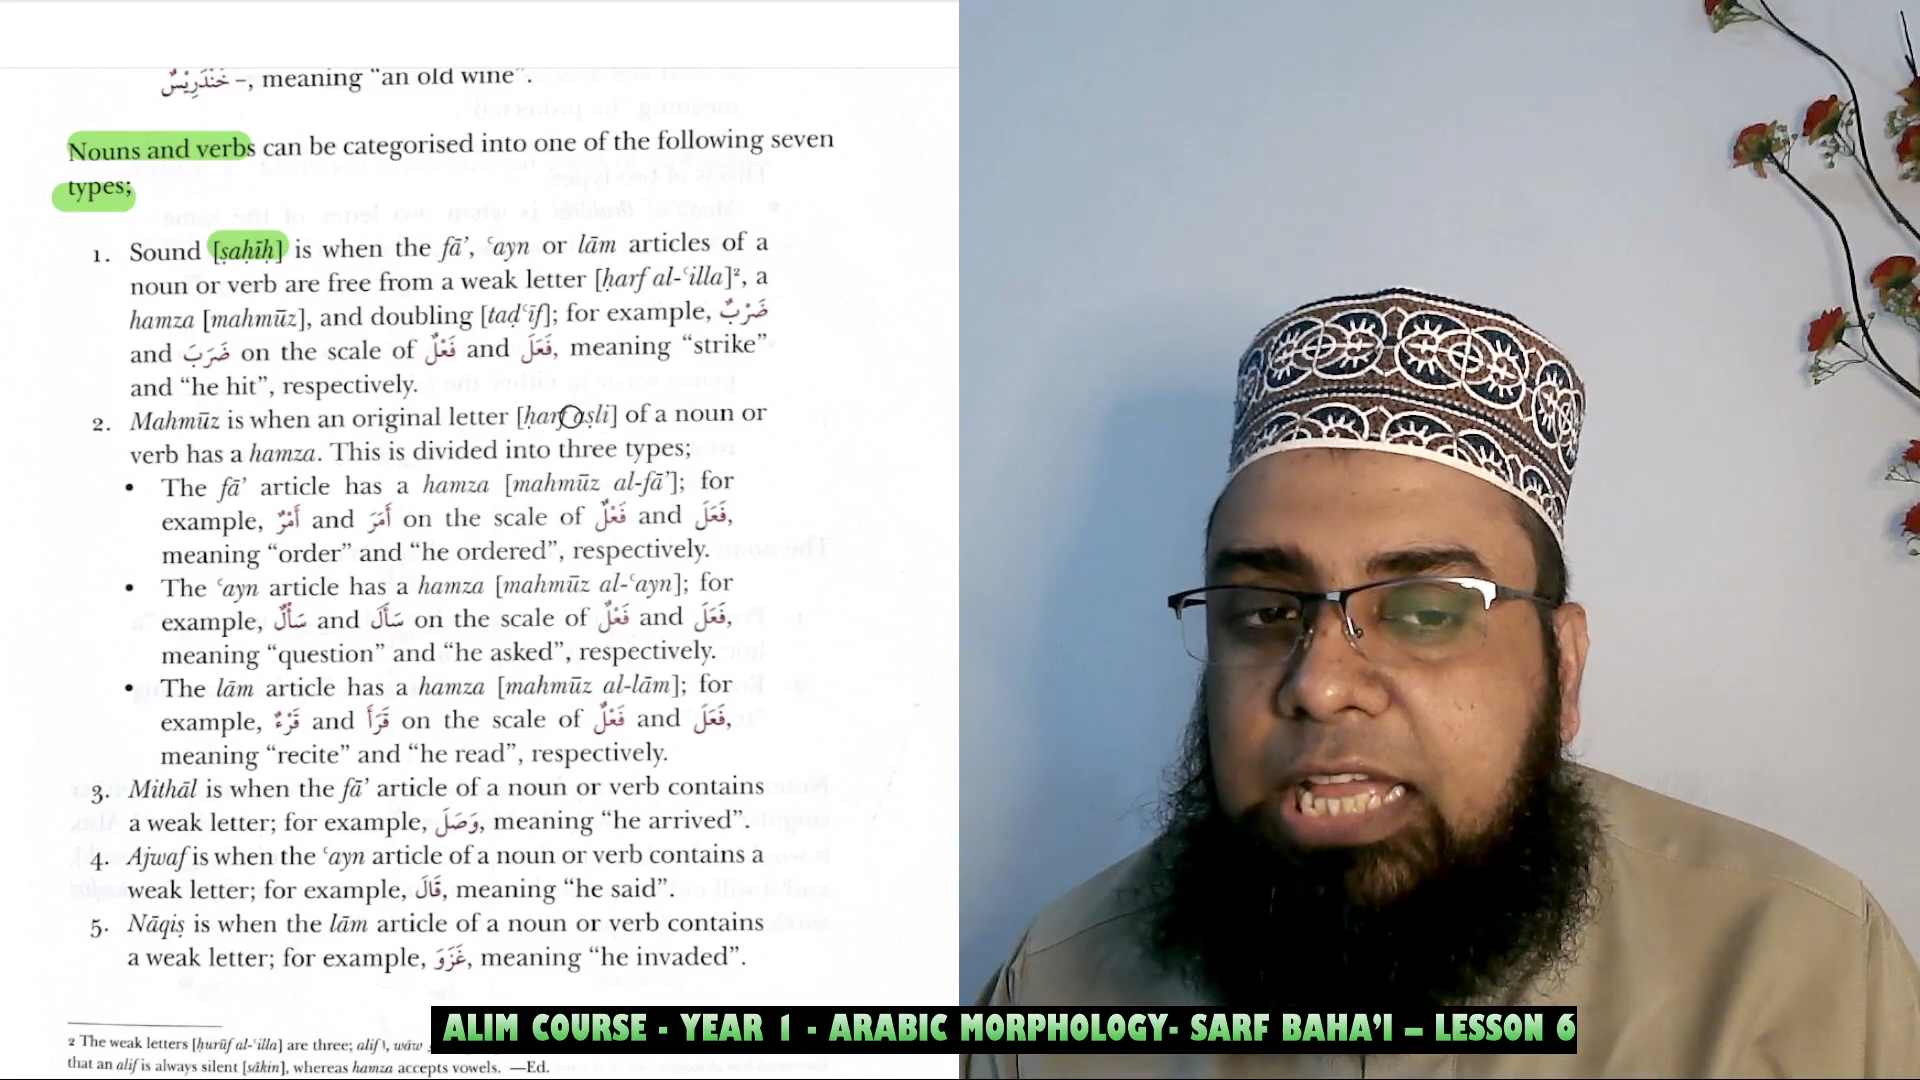 خَنْدَرِيْسٌ –, meaning “an old wine”.
Nouns and verbs can be categorised into one of the following seven
types;
1. Sound [ṣaḥīḥ] is when the fā’, ʿayn or lām articles of a
noun or verb are free from a weak letter [ḥarf al-ʿilla]², a
hamza [mahmūz], and doubling [taḍʿīf]; for example, ضَرْبٌ
and ضَرَبَ on the scale of فَعْلٌ and فَعَلَ, meaning “strike”
and “he hit”, respectively.
2. Mahmūz is when an original letter [ḥarf aṣli] of a noun or
verb has a hamza. This is divided into three types;
• The fā’ article has a hamza [mahmūz al-fā’]; for
example, أَمْرٌ and أَمَرَ on the scale of فَعْلٌ and فَعَلَ,
meaning “order” and “he ordered”, respectively.
• The ʿayn article has a hamza [mahmūz al-ʿayn]; for
example, سَأْلٌ and سَأَلَ on the scale of فَعْلٌ and فَعَلَ,
meaning “question” and “he asked”, respectively.
• The lām article has a hamza [mahmūz al-lām]; for
example, قَرْءٌ and قَرَأَ on the scale of فَعْلٌ and فَعَلَ,
meaning “recite” and “he read”, respectively.
3. Mithāl is when the fā’ article of a noun or verb contains
a weak letter; for example, وَصَلَ, meaning “he arrived”.
4. Ajwaf is when the ʿayn article of a noun or verb contains a
weak letter; for example, قَالَ, meaning “he said”.
5. Nāqiṣ is when the lām article of a noun or verb contains
a weak letter; for example, غَزَوَ, meaning “he invaded”.
2 The weak letters [ḥurūf al-ʿilla] are three; alif ا, wāw
that an alif is always silent [sākin], whereas hamza accepts vowels. —Ed.
ALIM COURSE - YEAR 1 - ARABIC MORPHOLOGY- SARF BAHA’I – LESSON 6